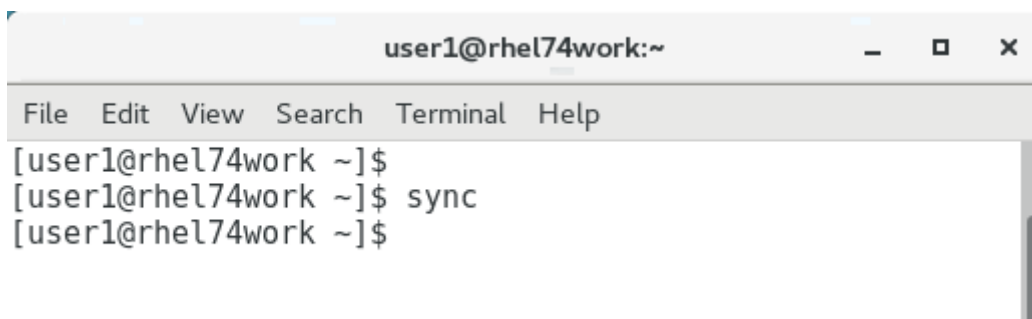 user1@rhel74work:~
File Edit View Search Terminal Help
[user1@rhel74work ~]$
[user1@rhel74work ~]$ sync
[user1@rhel74work ~]$